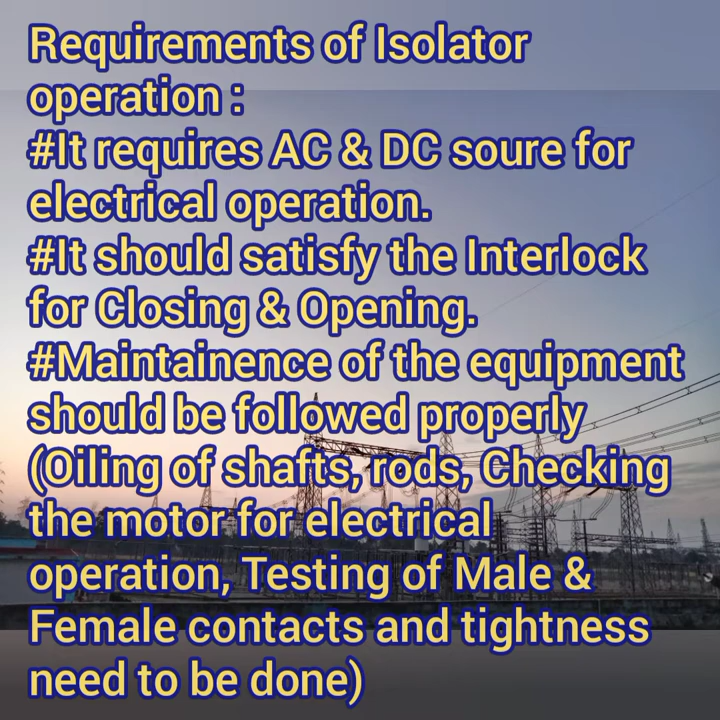 Requirements of Isolator
operation :
#It requires AC & DC soure for
electrical operation.
#It should satisfy the Interlock
for Closing & Opening.
#Maintainence of the equipment
should be followed properly
(Oiling of shafts, rods, Checking
the motor for electrical
operation, Testing of Male &
Female contacts and tightness
need to be done)